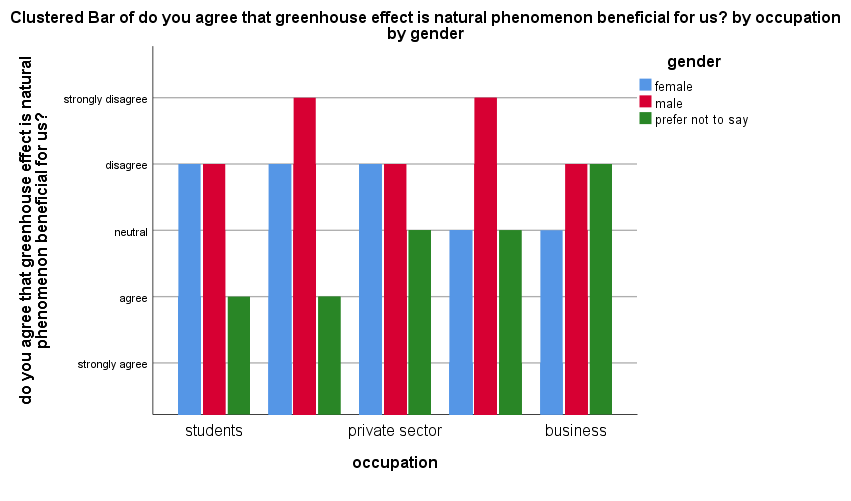 Clustered Bar of do you agree that greenhouse effect is natural phenomenon beneficial for us? by occupation
by gender
do you agree that greenhouse effect is natural
phenomenon beneficial for us?
strongly disagree
disagree
neutral
agree
strongly agree
students
private sector
business
occupation
gender
female
male
prefer not to say